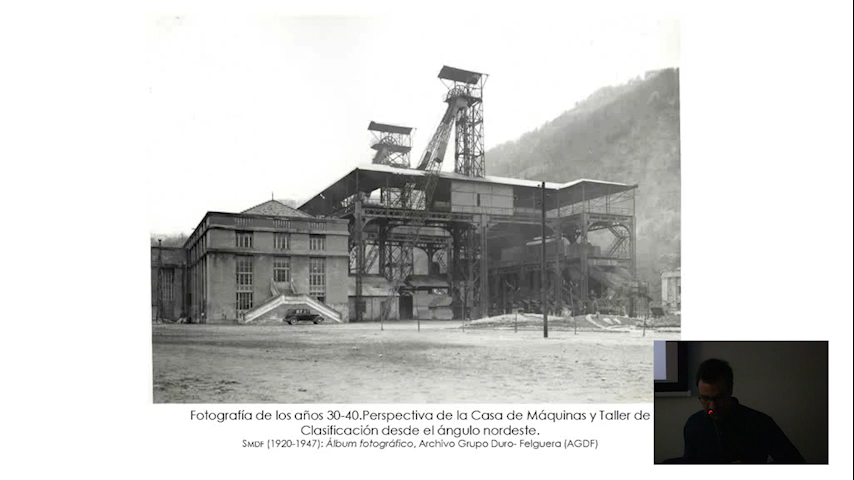 Fotografía de los años 30-40.Perspectiva de la Casa de Máquinas y Taller de
Clasificación desde el ángulo nordeste.
SMDF (1920-1947): Álbum fotográfico, Archivo Grupo Duro- Felguera (AGDF)